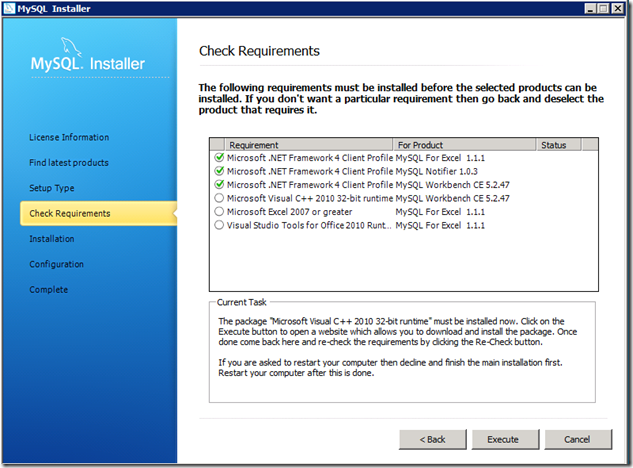 MySQL Installer
MySQL. Installer
License Information
Find latest products
Setup Type
Check Requirements
Installation
Configuration
Complete
Check Requirements
The following requirements must be installed before the selected products can be
installed. If you don't want a particular requirement then go back and deselect the
product that requires it.
Requirement For Product Status
Microsoft .NET Framework 4 Client Profile MySQL For Excel 1.1.1
Microsoft .NET Framework 4 Client Profile MySQL Notifier 1.0.3
Microsoft .NET Framework 4 Client Profile MySQL Workbench CE 5.2.47
Microsoft Visual C++ 2010 32-bit runtime MySQL Workbench CE 5.2.47
Microsoft Excel 2007 or greater MySQL For Excel 1.1.1
Visual Studio Tools for Office 2010 Runt... MySQL For Excel 1.1.1
Current Task
The package "Microsoft Visual C++ 2010 32-bit runtime" must be installed now. Click on the
Execute button to open a website which allows you to download and install the package. Once
done come back here and re-check the requirements by clicking the Re-Check button.
If you are asked to restart your computer then decline and finish the main installation first.
Restart your computer after this is done.
< Back Execute Cancel